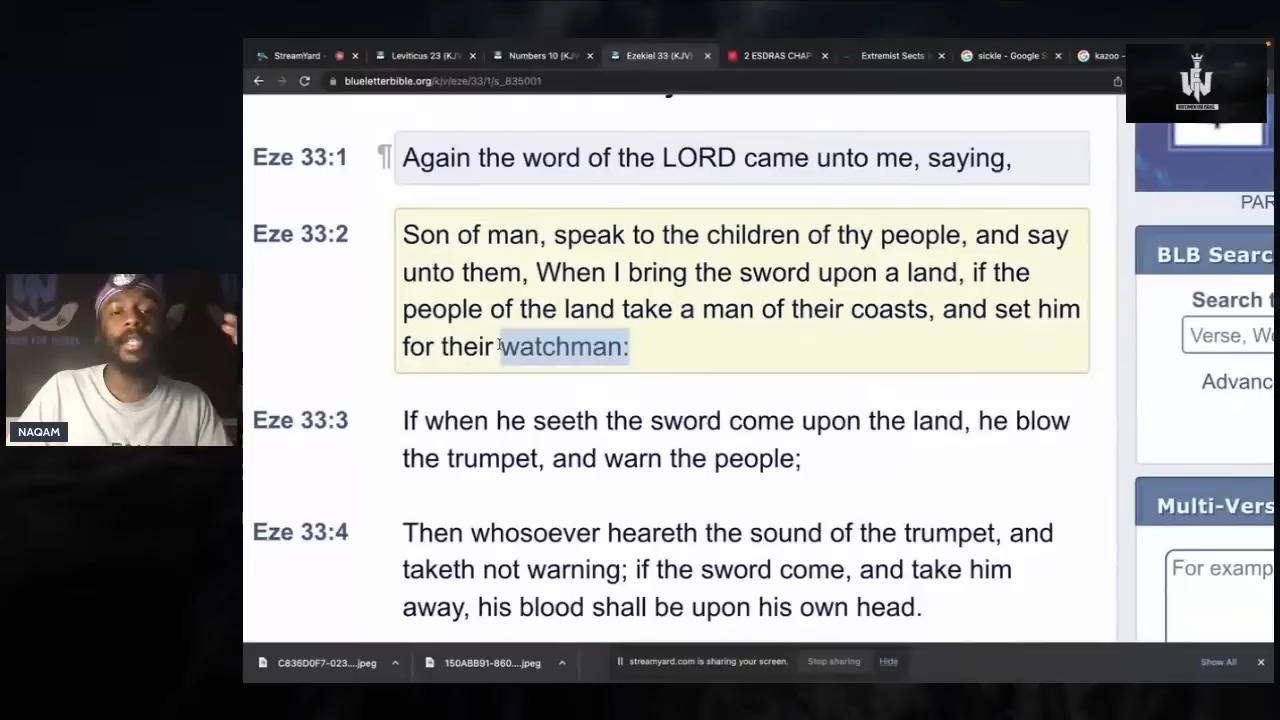 StreamYard
Leviticus 23 (KJV
Numbers 10 (KJV
Ezekiel 33 (KJV)
2 ESDRAS CHAP
Extremist Sects
sickle - Google S
kazoo -
blueletterbible.org/kjv/eze/33/1/s_835001
Eze 33:1 ¶ Again the word of the LORD came unto me, saying,
Eze 33:2 Son of man, speak to the children of thy people, and say
unto them, When I bring the sword upon a land, if the
people of the land take a man of their coasts, and set him
for their watchman:
Eze 33:3 If when he seeth the sword come upon the land, he blow
the trumpet, and warn the people;
Eze 33:4 Then whosoever heareth the sound of the trumpet, and
taketh not warning; if the sword come, and take him
away, his blood shall be upon his own head.
PAR
BLB Searc
Search t
Verse, Wo
Advanc
Multi-Vers
For examp
NAQAM
C836D0F7-023....jpeg
150ABB91-860....jpeg
streamyard.com is sharing your screen.
Stop sharing
Hide
Show All